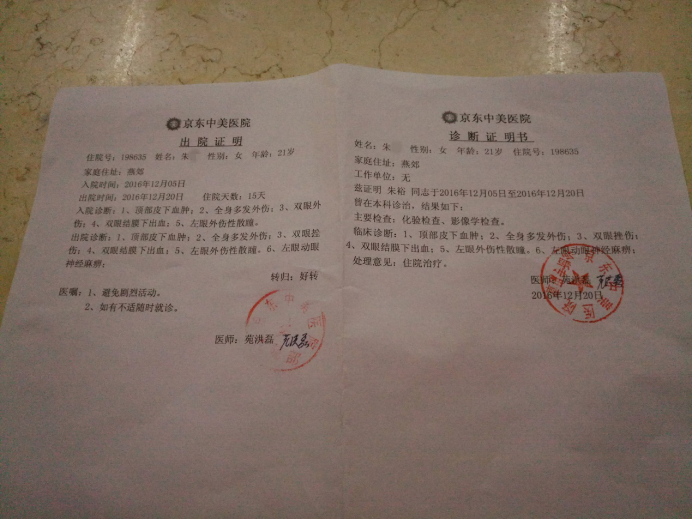 京东中美医院
出院证明
住院号：198635 姓名：朱 性别：女 年龄：21岁
家庭住址：燕郊
入院时间：2016年12月05日
出院时间：2016年12月20日 住院天数：15天
入院诊断：1、顶部皮下血肿；2、全身多发外伤；3、双眼外
伤；4、双眼结膜下出血；5、左眼外伤性散瞳。
出院诊断：1、顶部皮下血肿；2、全身多发外伤；3、双眼挫
伤；4、双眼结膜下出血；5、左眼外伤性散瞳。6、左眼动眼
神经麻痹；
转归：好转
医嘱：1、避免剧烈活动。
2、如有不适随时就诊。
医师：苑洪磊
京东中美医院
诊断证明书
姓名：朱 性别：女 年龄：21岁 住院号：198635
家庭住址：燕郊
工作单位：无
兹证明 朱裕 同志于2016年12月05日至2016年12月20日
曾在本科诊治，结果如下：
主要检查：化验检查、影像学检查。
临床诊断：1、顶部皮下血肿；2、全身多发外伤；3、双眼挫伤；
4、双眼结膜下出血；5、左眼外伤性散瞳。6、左眼动眼神经麻痹；
处理意见：住院治疗。
医师：苑洪磊
2016年12月20日